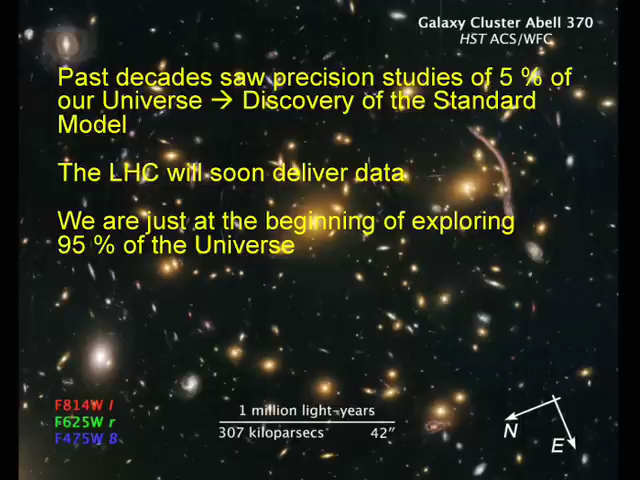 Galaxy Cluster Abell 370
HST ACS/WFC
Past decades saw precision studies of 5 % of
our Universe → Discovery of the Standard
Model
The LHC will soon deliver data
We are just at the beginning of exploring
95 % of the Universe
F814W I
F625W r
F475W B
1 million light-years
307 kiloparsecs 42"
N
E